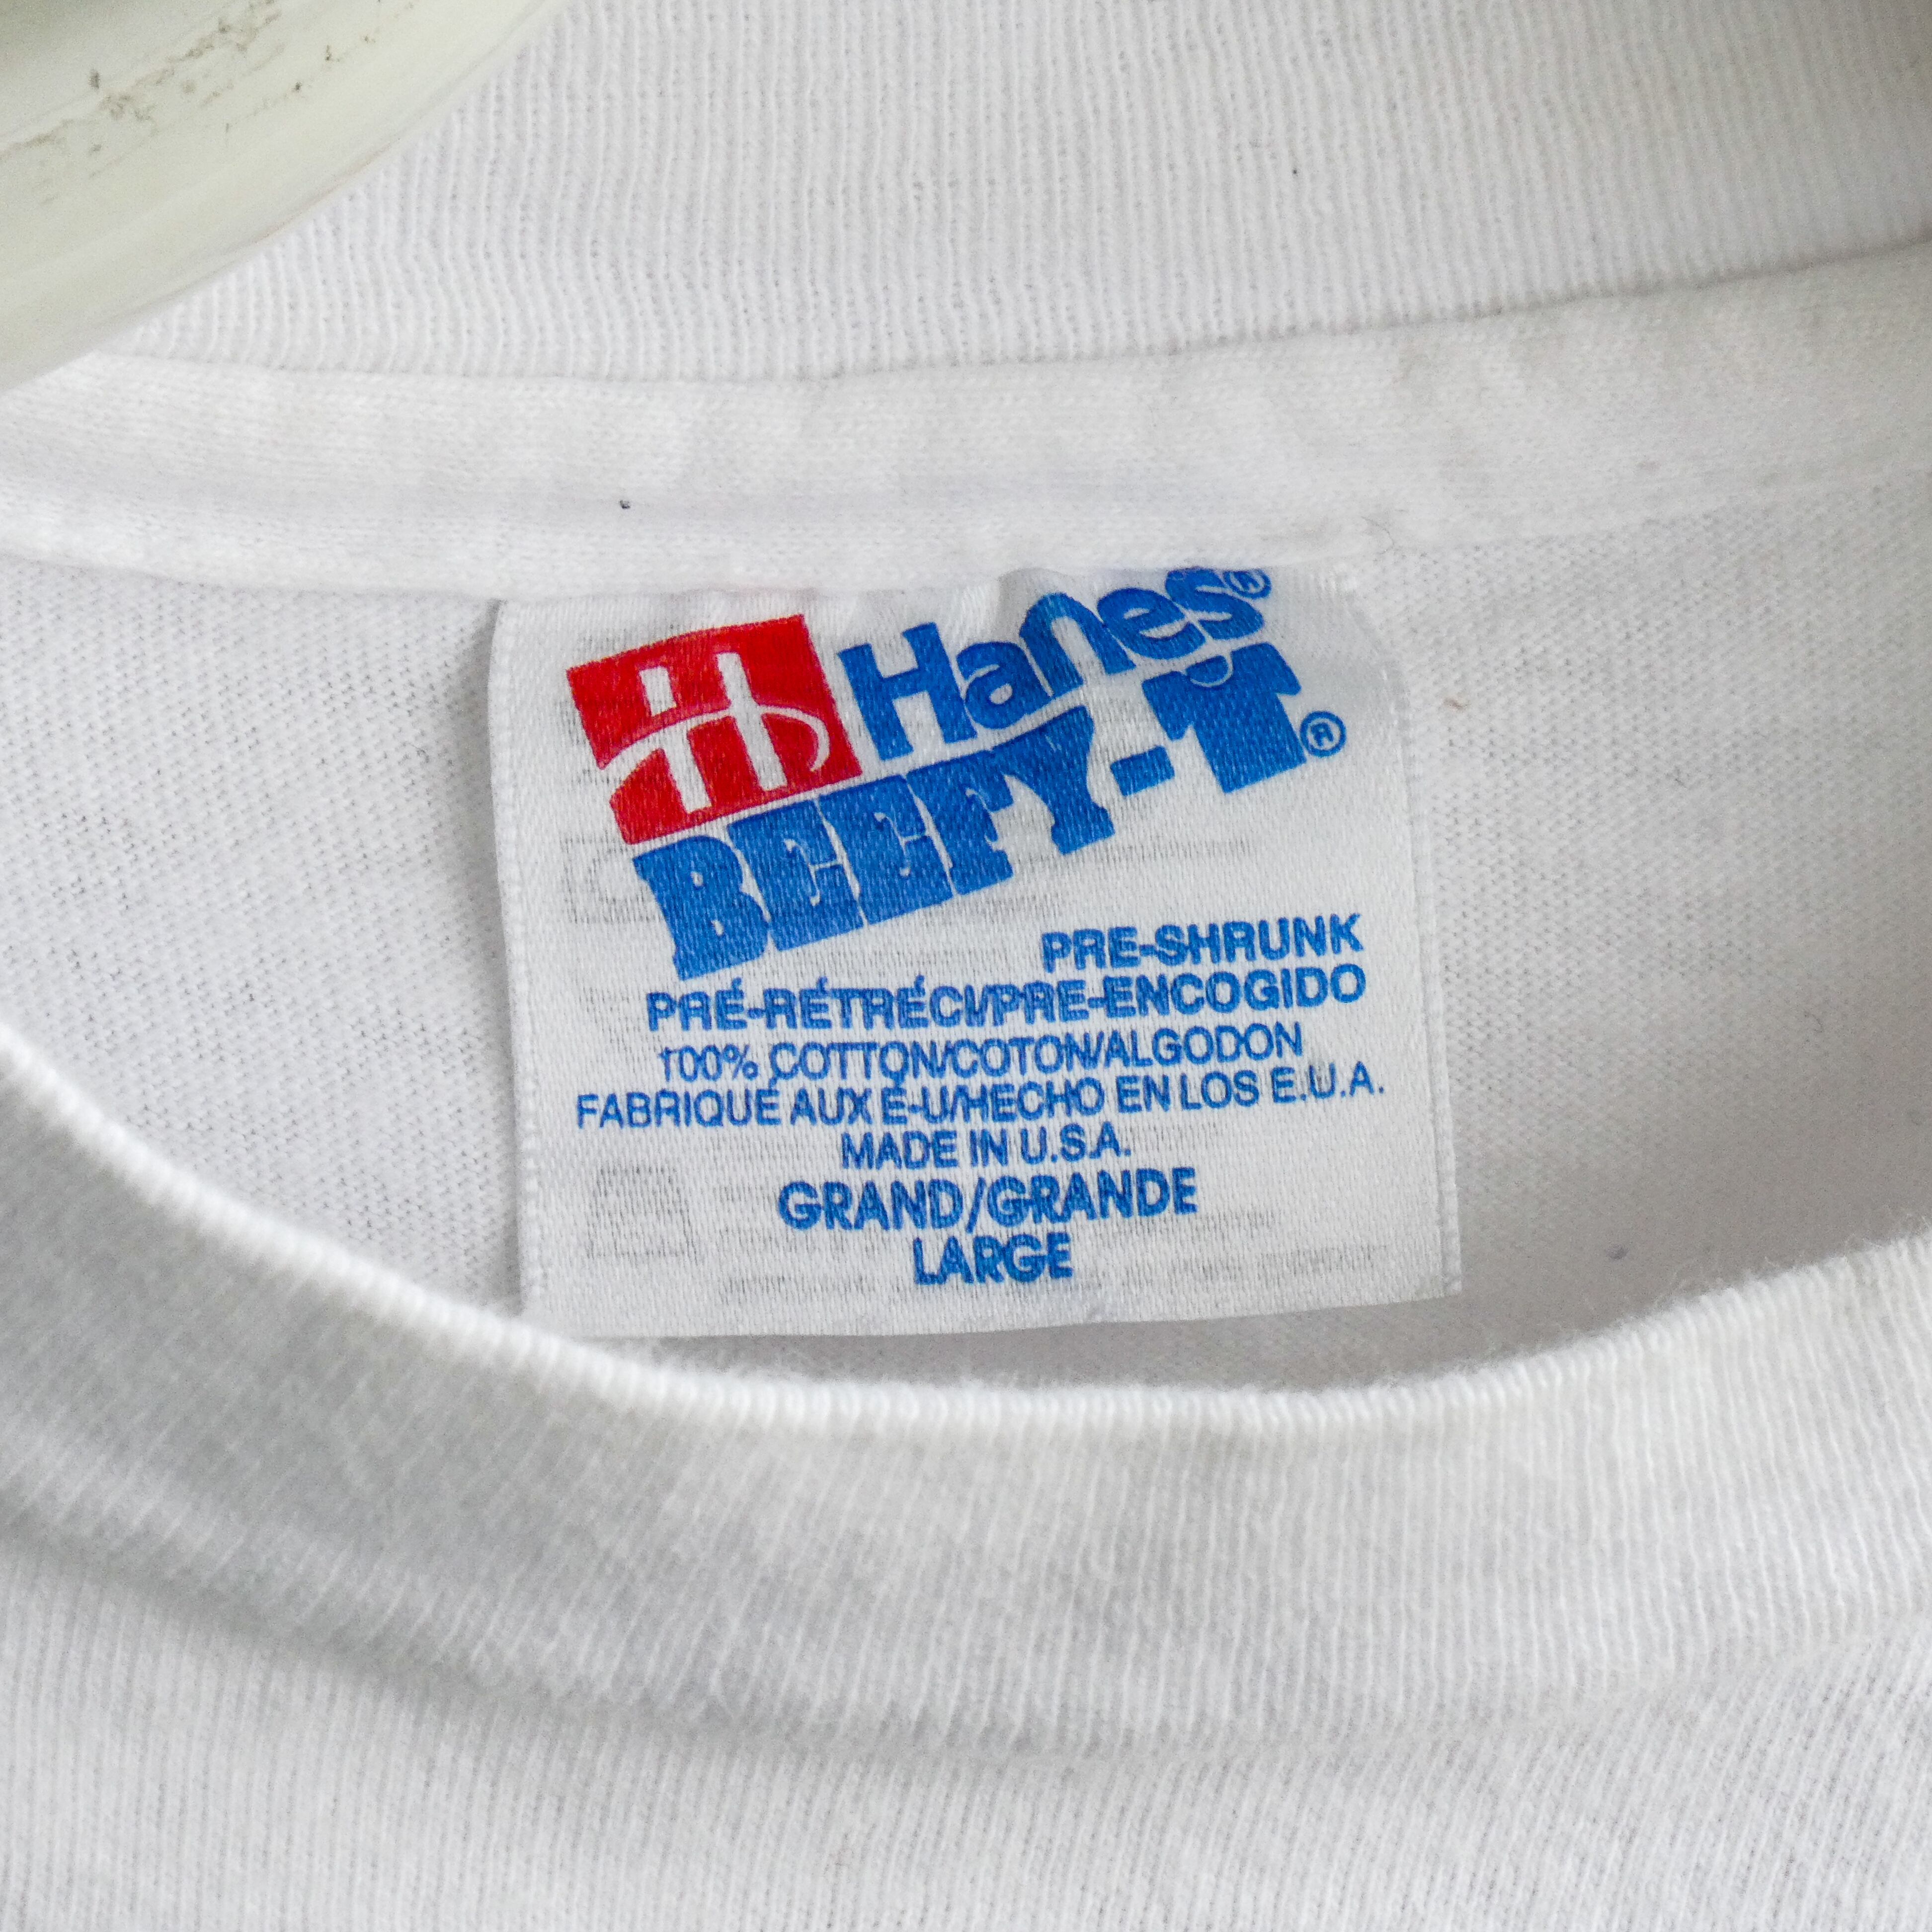 Hanes®
BEEFY-T®
PRE-SHRUNK
PRÉ-RÉTRÉCI/PRE-ENCOGIDO
100% COTTON/COTON/ALGODON
FABRIQUÉ AUX É-U/HECHO EN LOS E.U.A.
MADE IN U.S.A.
GRAND/GRANDE
LARGE